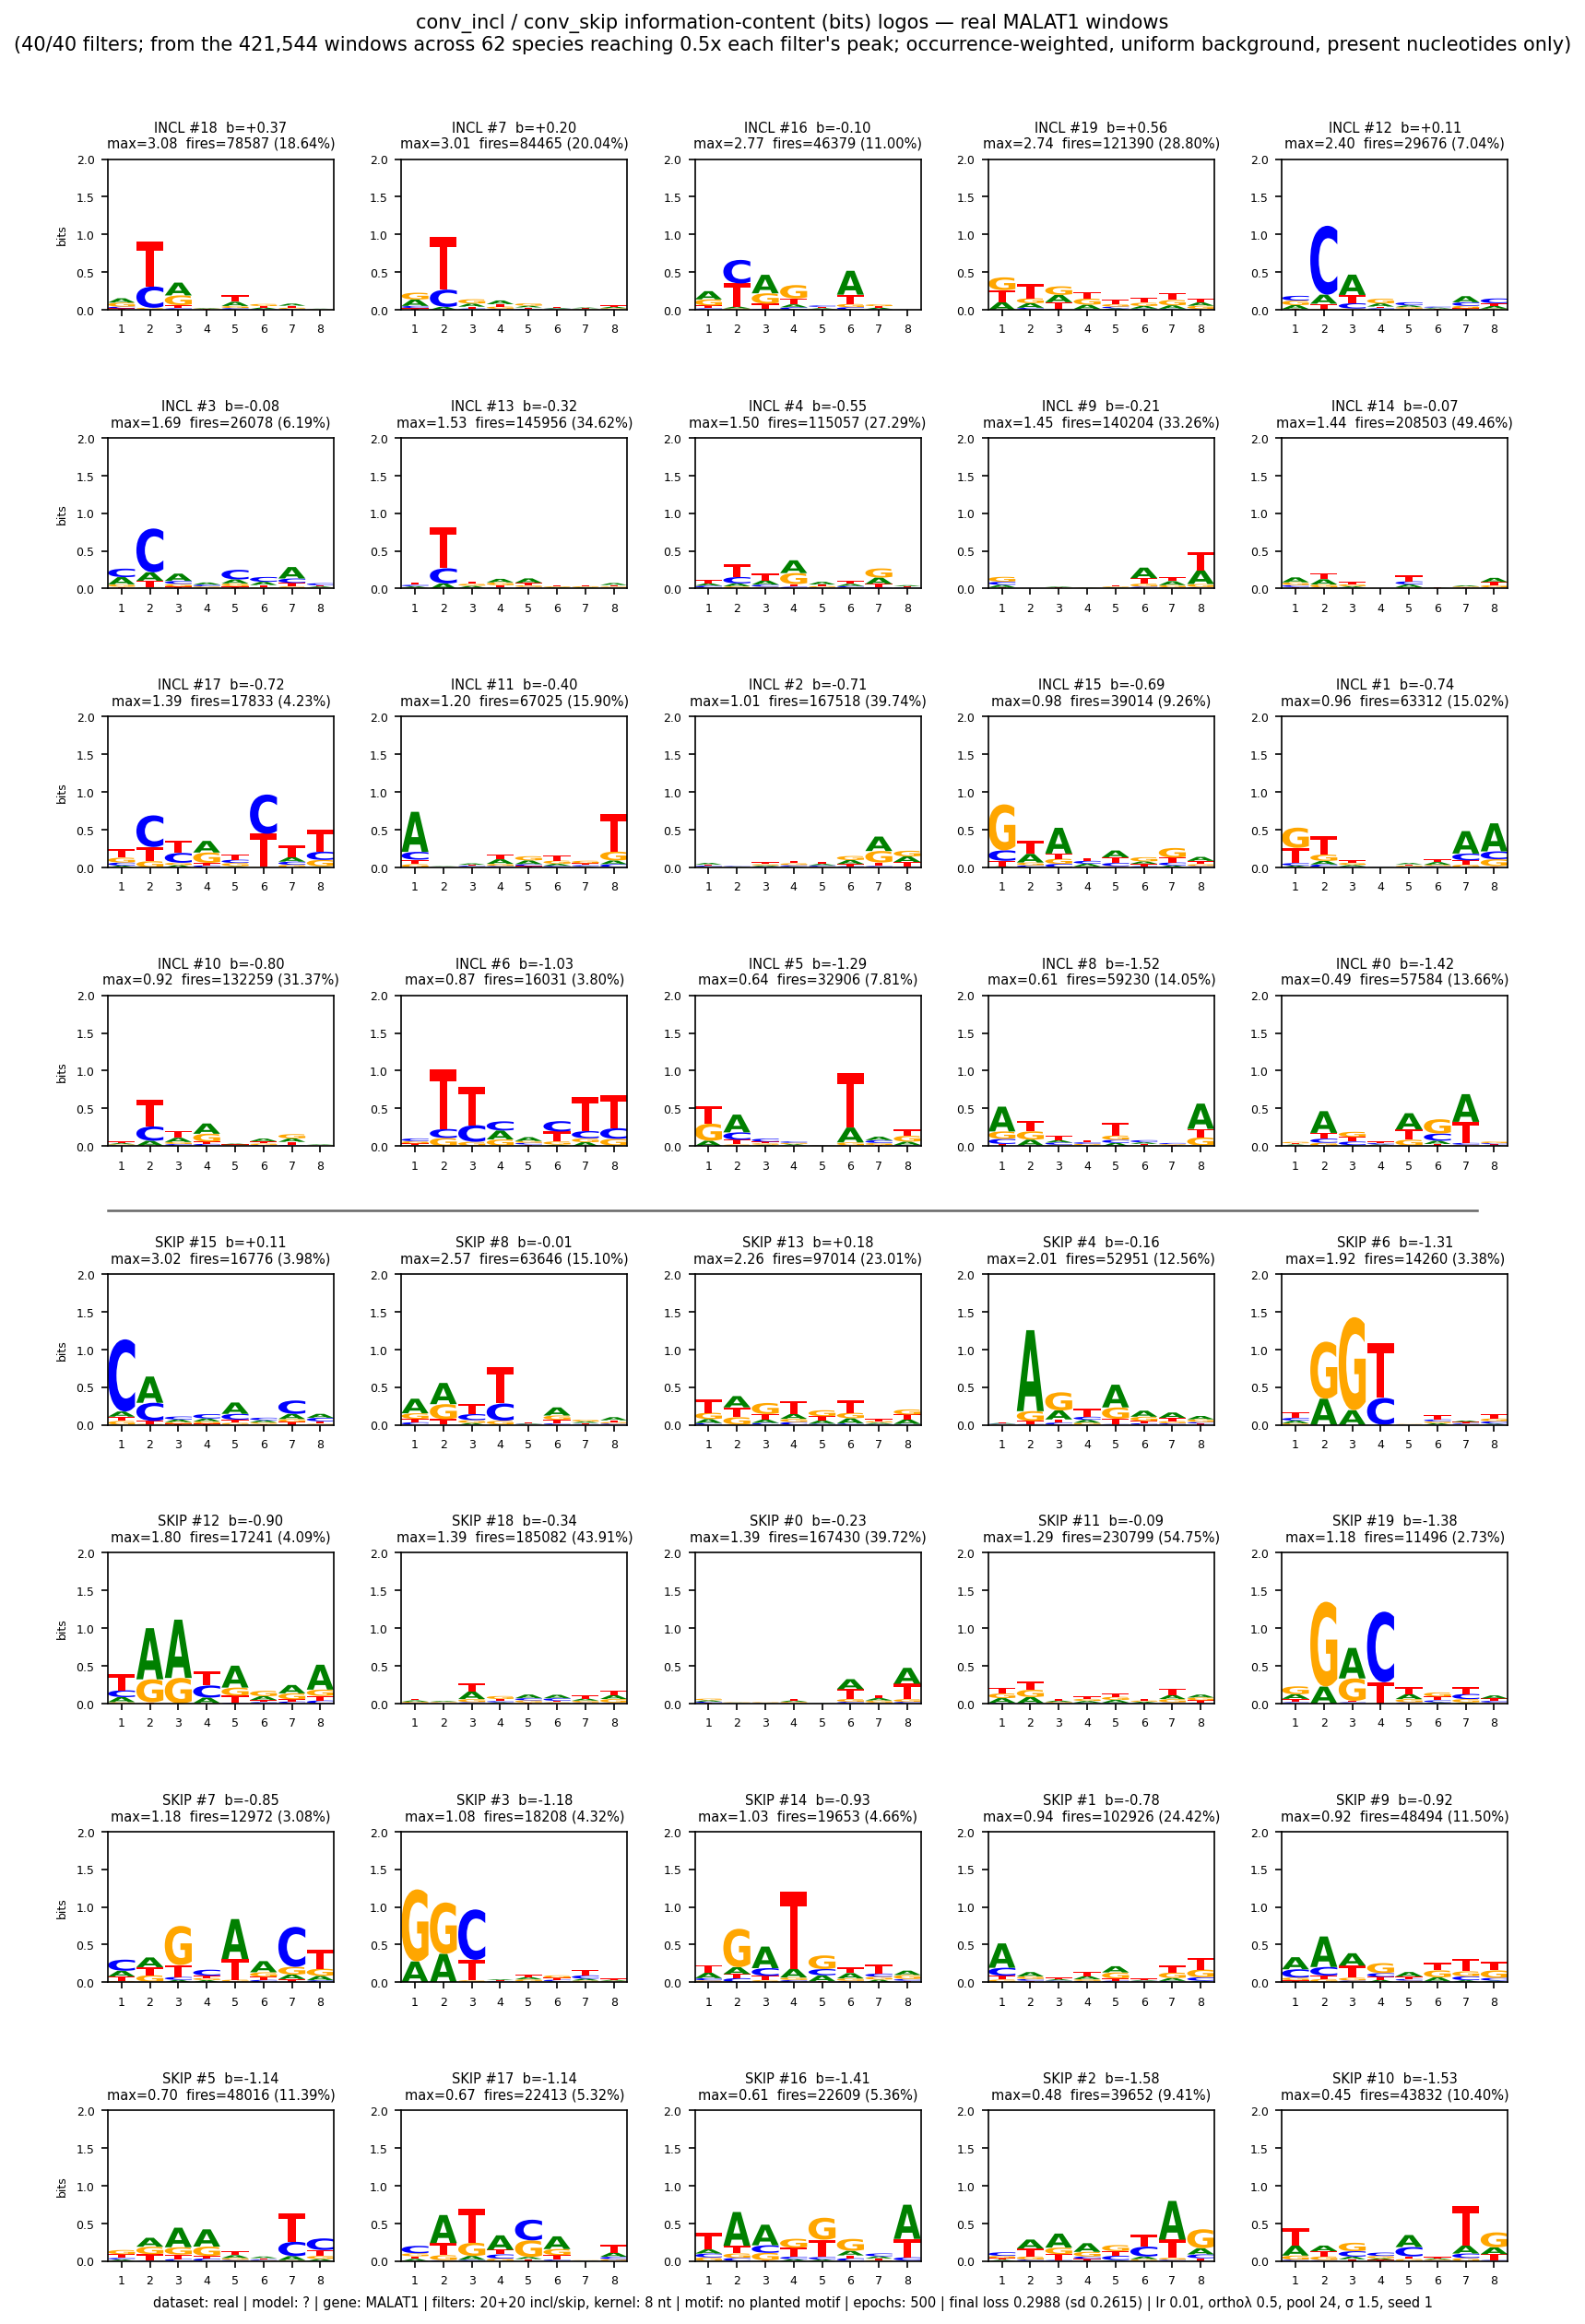 conv_incl / conv_skip information-content (bits) logos — real MALAT1 windows
(40/40 filters; from the 421,544 windows across 62 species reaching 0.5x each filter's peak; occurrence-weighted, uniform background, present nucleotides only)
INCL #18 b=+0.37
max=3.08 fires=78587 (18.64%)
INCL #7 b=+0.20
max=3.01 fires=84465 (20.04%)
INCL #16 b=-0.10
max=2.77 fires=46379 (11.00%)
INCL #19 b=+0.56
max=2.74 fires=121390 (28.80%)
INCL #12 b=+0.11
max=2.40 fires=29676 (7.04%)
INCL #3 b=-0.08
max=1.69 fires=26078 (6.19%)
INCL #13 b=-0.32
max=1.53 fires=145956 (34.62%)
INCL #4 b=-0.55
max=1.50 fires=115057 (27.29%)
INCL #9 b=-0.21
max=1.45 fires=140204 (33.26%)
INCL #14 b=-0.07
max=1.44 fires=208503 (49.46%)
INCL #17 b=-0.72
max=1.39 fires=17833 (4.23%)
INCL #11 b=-0.40
max=1.20 fires=67025 (15.90%)
INCL #2 b=-0.71
max=1.01 fires=167518 (39.74%)
INCL #15 b=-0.69
max=0.98 fires=39014 (9.26%)
INCL #1 b=-0.74
max=0.96 fires=63312 (15.02%)
INCL #10 b=-0.80
max=0.92 fires=132259 (31.37%)
INCL #6 b=-1.03
max=0.87 fires=16031 (3.80%)
INCL #5 b=-1.29
max=0.64 fires=32906 (7.81%)
INCL #8 b=-1.52
max=0.61 fires=59230 (14.05%)
INCL #0 b=-1.42
max=0.49 fires=57584 (13.66%)
SKIP #15 b=+0.11
max=3.02 fires=16776 (3.98%)
SKIP #8 b=-0.01
max=2.57 fires=63646 (15.10%)
SKIP #13 b=+0.18
max=2.26 fires=97014 (23.01%)
SKIP #4 b=-0.16
max=2.01 fires=52951 (12.56%)
SKIP #6 b=-1.31
max=1.92 fires=14260 (3.38%)
SKIP #12 b=-0.90
max=1.80 fires=17241 (4.09%)
SKIP #18 b=-0.34
max=1.39 fires=185082 (43.91%)
SKIP #0 b=-0.23
max=1.39 fires=167430 (39.72%)
SKIP #11 b=-0.09
max=1.29 fires=230799 (54.75%)
SKIP #19 b=-1.38
max=1.18 fires=11496 (2.73%)
SKIP #7 b=-0.85
max=1.18 fires=12972 (3.08%)
SKIP #3 b=-1.18
max=1.08 fires=18208 (4.32%)
SKIP #14 b=-0.93
max=1.03 fires=19653 (4.66%)
SKIP #1 b=-0.78
max=0.94 fires=102926 (24.42%)
SKIP #9 b=-0.92
max=0.92 fires=48494 (11.50%)
SKIP #5 b=-1.14
max=0.70 fires=48016 (11.39%)
SKIP #17 b=-1.14
max=0.67 fires=22413 (5.32%)
SKIP #16 b=-1.41
max=0.61 fires=22609 (5.36%)
SKIP #2 b=-1.58
max=0.48 fires=39652 (9.41%)
SKIP #10 b=-1.53
max=0.45 fires=43832 (10.40%)
dataset: real | model: ? | gene: MALAT1 | filters: 20+20 incl/skip, kernel: 8 nt | motif: no planted motif | epochs: 500 | final loss 0.2988 (sd 0.2615) | lr 0.01, orthoλ 0.5, pool 24, σ 1.5, seed 1